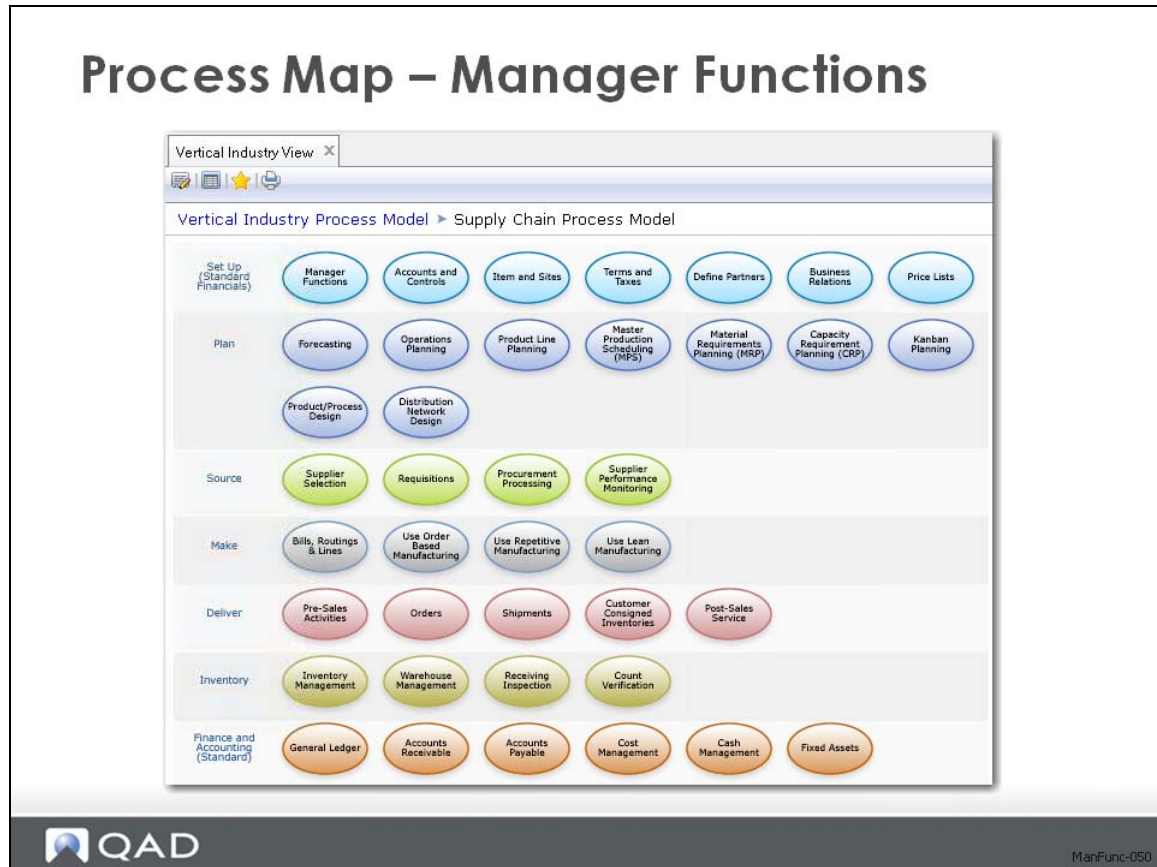 Process Map – Manager Functions
Vertical Industry View
Vertical Industry Process Model ▸ Supply Chain Process Model
Set Up
(Standard
Financials)
Manager
Functions
Accounts and
Controls
Item and Sites
Terms and
Taxes
Define Partners
Business
Relations
Price Lists
Plan
Forecasting
Operations
Planning
Product Line
Planning
Master
Production
Scheduling
(MPS)
Material
Requirements
Planning (MRP)
Capacity
Requirement
Planning (CRP)
Kanban
Planning
Product/Process
Design
Distribution
Network
Design
Source
Supplier
Selection
Requisitions
Procurement
Processing
Supplier
Performance
Monitoring
Make
Bills, Routings
& Lines
Use Order
Based
Manufacturing
Use Repetitive
Manufacturing
Use Lean
Manufacturing
Deliver
Pre-Sales
Activities
Orders
Shipments
Customer
Consigned
Inventories
Post-Sales
Service
Inventory
Inventory
Management
Warehouse
Management
Receiving
Inspection
Count
Verification
Finance and
Accounting
(Standard)
General Ledger
Accounts
Receivable
Accounts
Payable
Cost
Management
Cash
Management
Fixed Assets
QAD
ManFunc-050